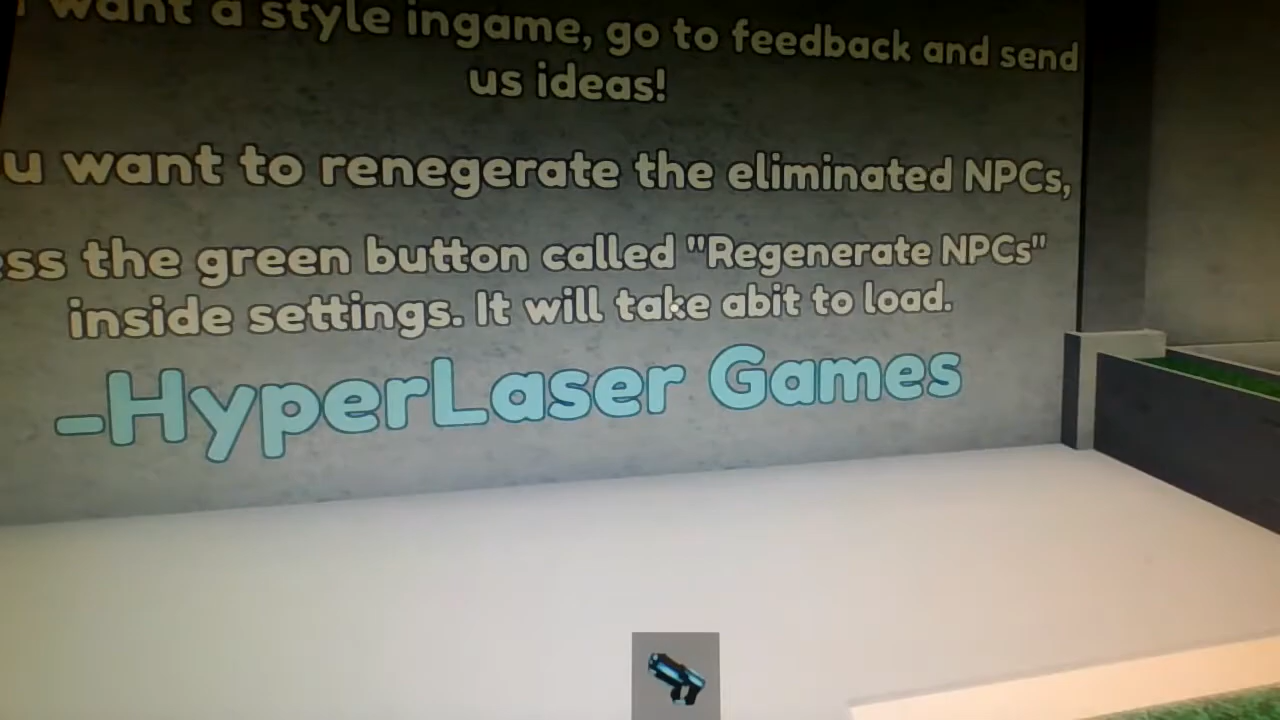 want a style ingame, go to feedback and send
us ideas!
u want to renegerate the eliminated NPCs,
ess the green button called "Regenerate NPCs"
inside settings. It will take abit to load.
-HyperLaser Games